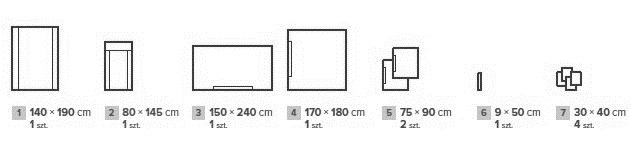 1 140 × 190 cm
1 szt.
2 80 × 145 cm
1 szt.
3 150 × 240 cm
1 szt.
4 170 × 180 cm
1 szt.
5 75 × 90 cm
2 szt.
6 9 × 50 cm
1 szt.
7 30 × 40 cm
4 szt.